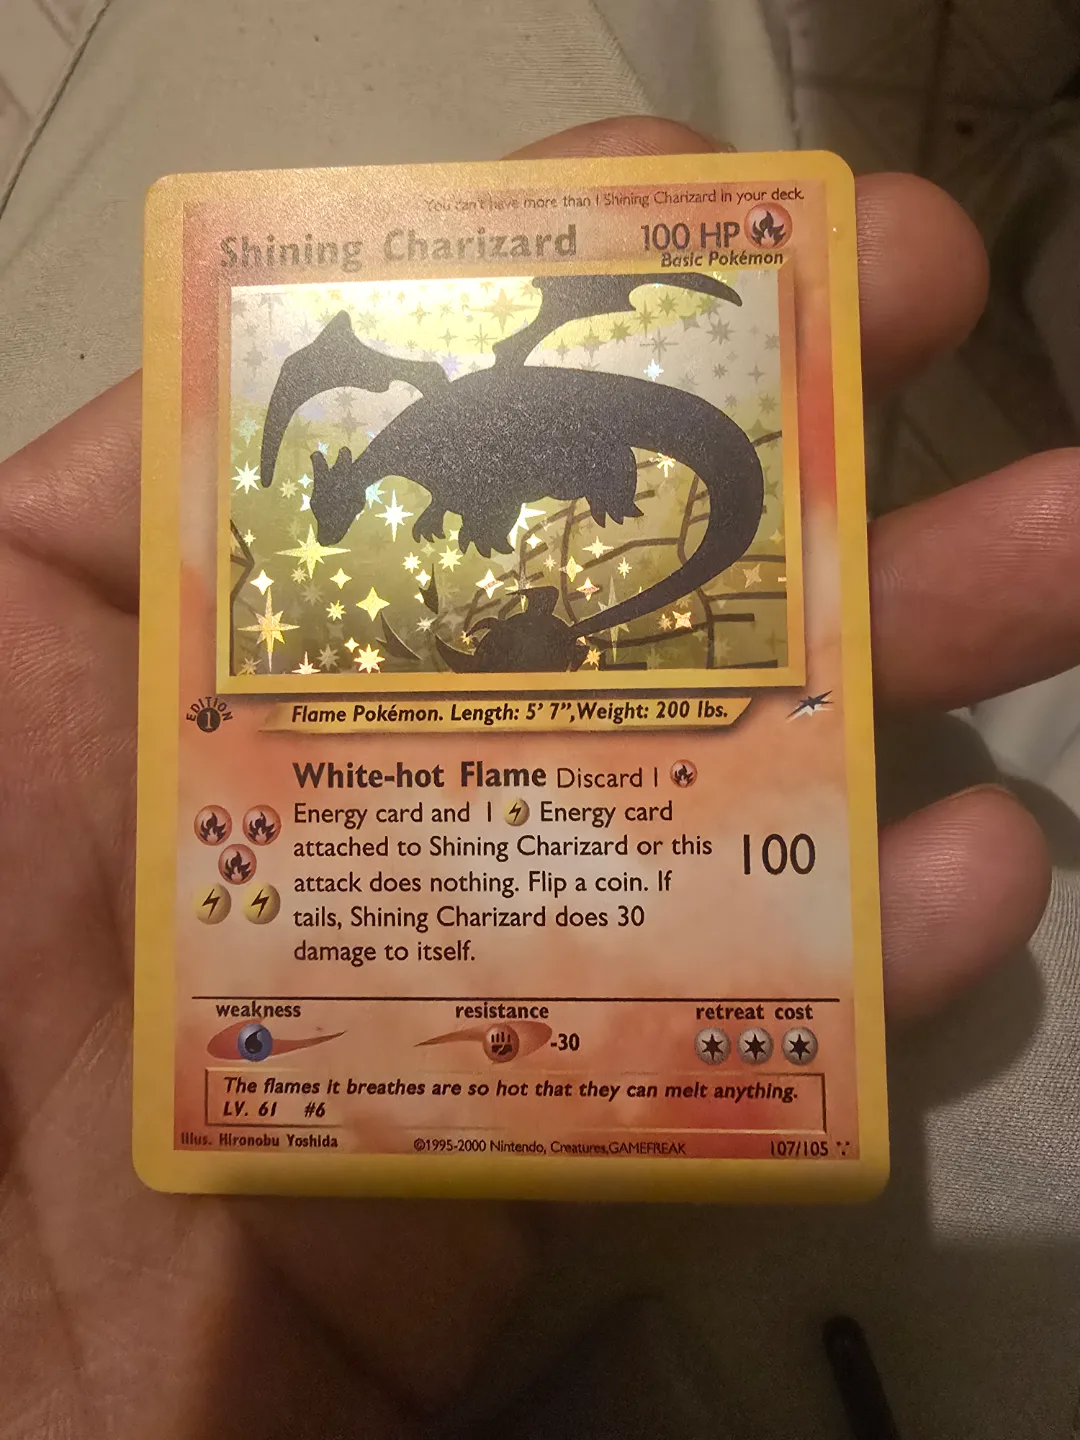 You can't have more than 1 Shining Charizard in your deck.
Shining Charizard 100 HP
Basic Pokémon
EDITION
1
Flame Pokémon. Length: 5' 7”,Weight: 200 lbs.
White-hot Flame Discard 1
Energy card and 1 Energy card
attached to Shining Charizard or this
attack does nothing. Flip a coin. If
tails, Shining Charizard does 30
damage to itself.
100
weakness resistance retreat cost
-30
The flames it breathes are so hot that they can melt anything.
LV. 61 #6
Illus. Hironobu Yoshida ©1995-2000 Nintendo, Creatures,GAMEFREAK 107/105